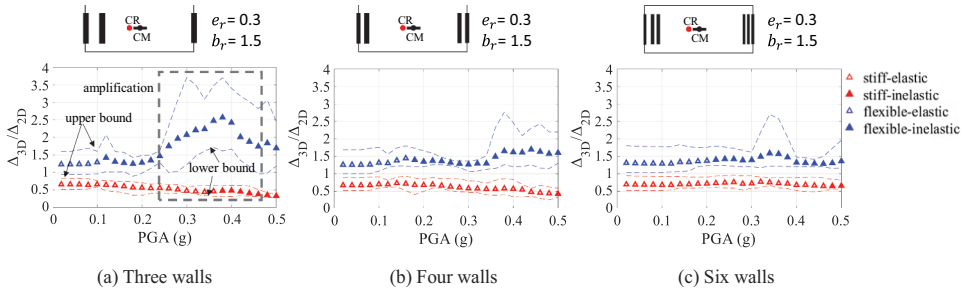 CR
CM
e_r = 0.3
b_r = 1.5
CR
CM
e_r = 0.3
b_r = 1.5
CR
CM
e_r = 0.3
b_r = 1.5
Δ3D/Δ2D
4
3.5
3
2.5
2
1.5
1
0.5
0
amplification
upper bound
lower bound
0 0.1 0.2 0.3 0.4 0.5
PGA (g)
(a) Three walls
Δ3D/Δ2D
4
3.5
3
2.5
2
1.5
1
0.5
0
0 0.1 0.2 0.3 0.4 0.5
PGA (g)
(b) Four walls
Δ3D/Δ2D
4
3.5
3
2.5
2
1.5
1
0.5
0
0 0.1 0.2 0.3 0.4 0.5
PGA (g)
(c) Six walls
stiff-elastic
stiff-inelastic
flexible-elastic
flexible-inelastic